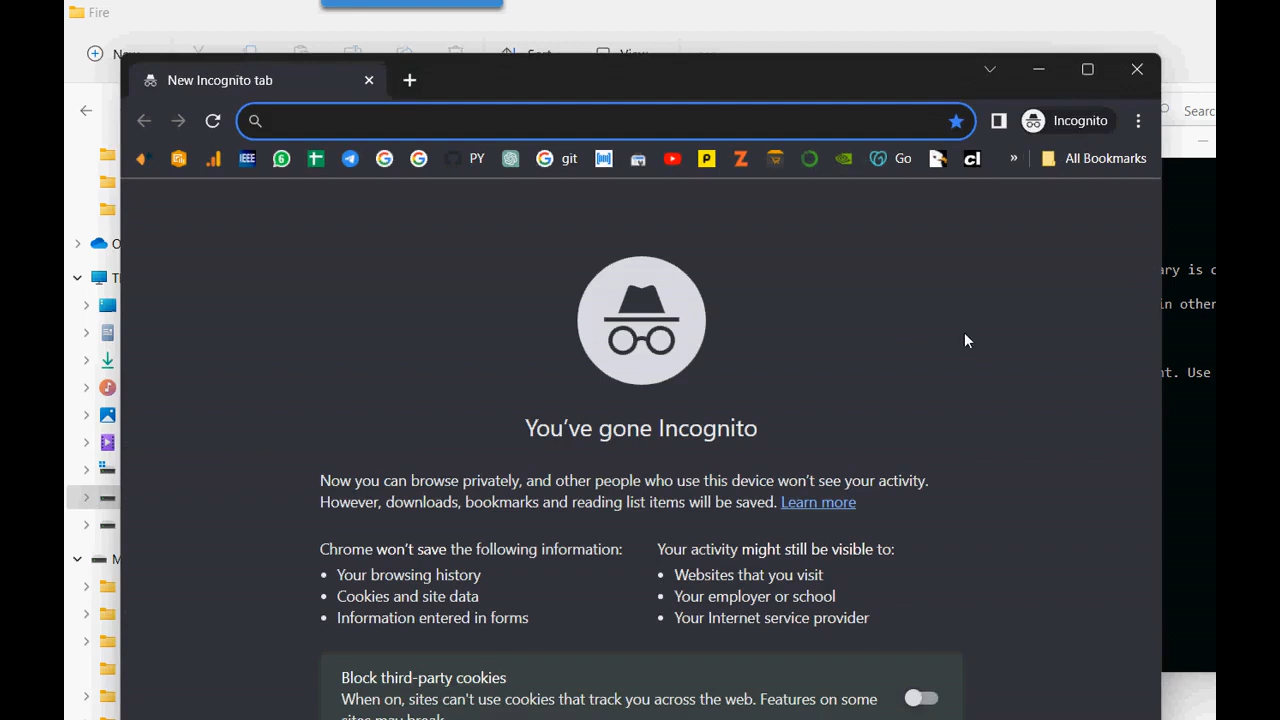 Fire
New Incognito tab
Incognito
PY
git
Go
All Bookmarks
Searc
ary is c
in other
nt. Use
You've gone Incognito
Now you can browse privately, and other people who use this device won't see your activity.
However, downloads, bookmarks and reading list items will be saved. Learn more
Chrome won't save the following information:
Your browsing history
Cookies and site data
Information entered in forms
Your activity might still be visible to:
Websites that you visit
Your employer or school
Your Internet service provider
Block third-party cookies
When on, sites can't use cookies that track you across the web. Features on some
sites may break